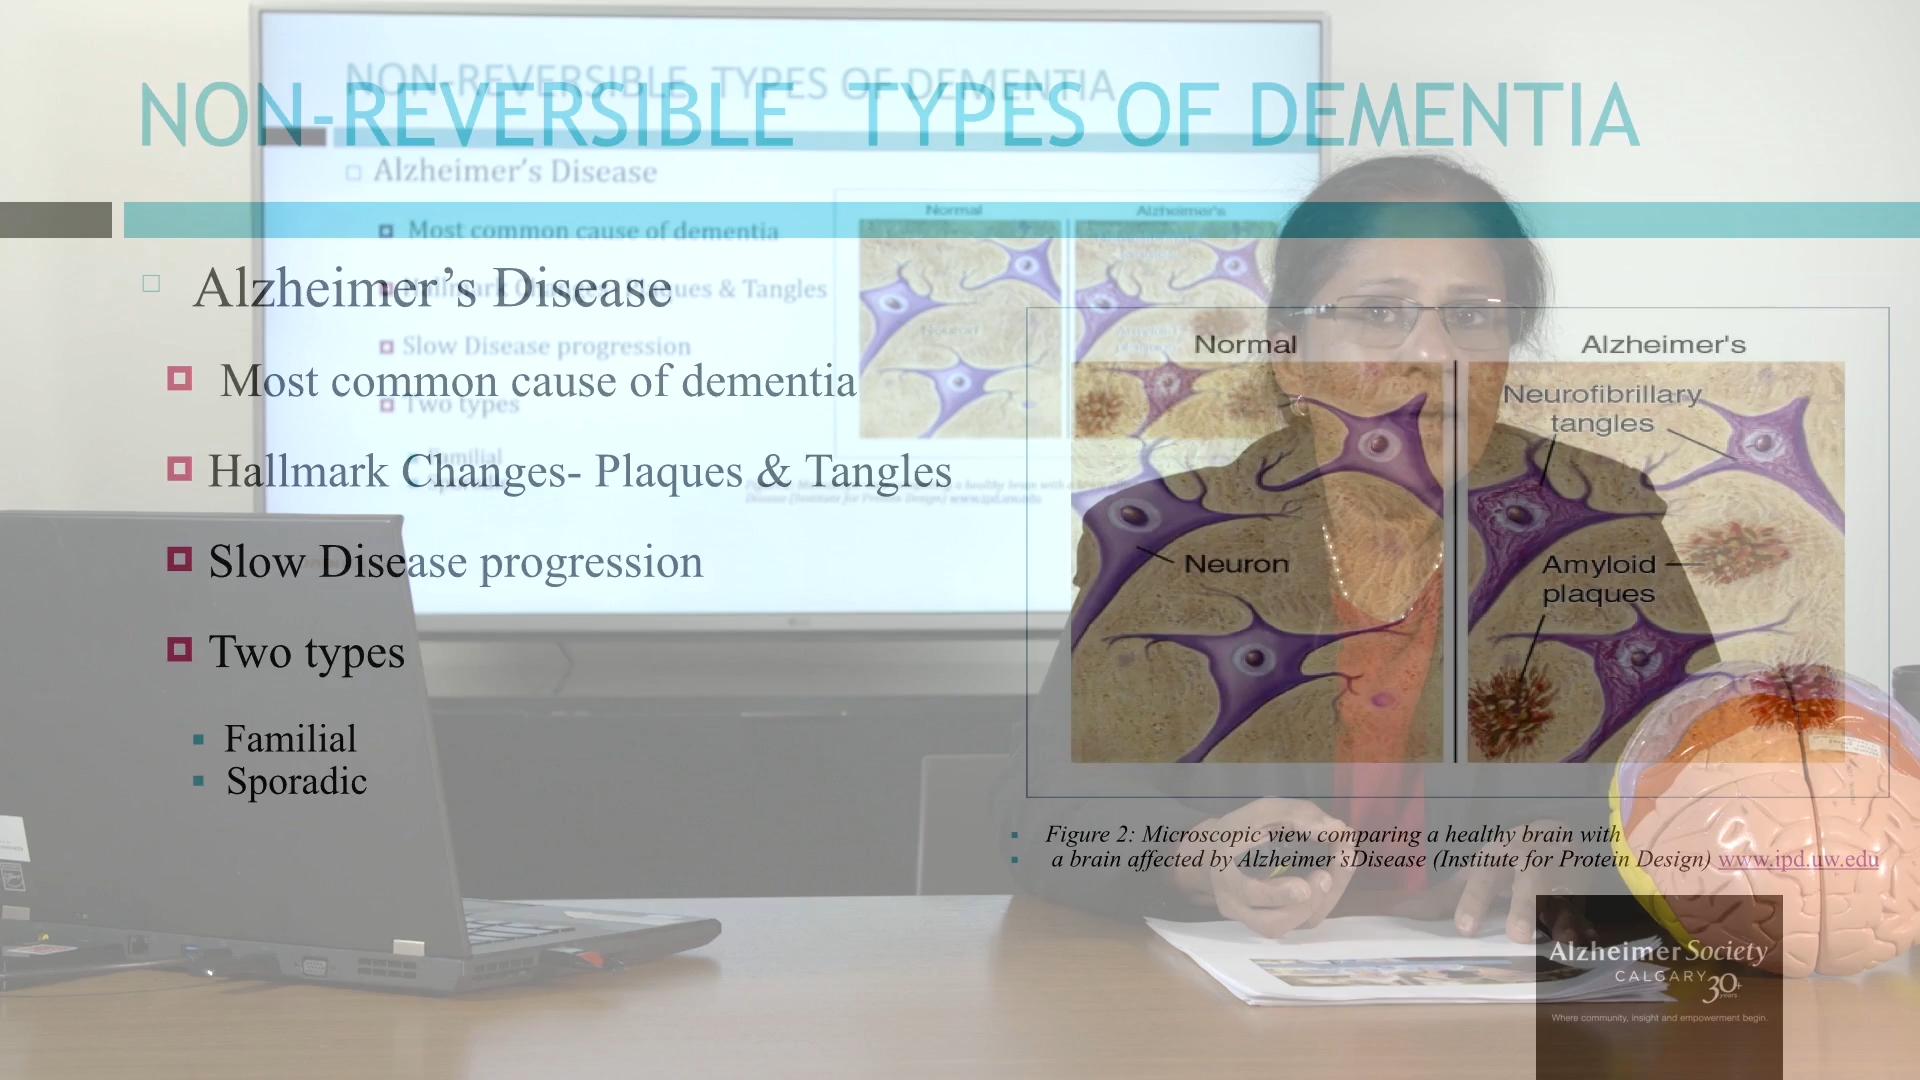 NON-REVERSIBLE TYPES OF DEMENTIA
Alzheimer's Disease
Most common cause of dementia
Hallmark Changes- Plaques & Tangles
Slow Disease progression
Two types
Familial
Sporadic
Normal
Alzheimer's
Neuron
Neurofibrillary
tangles
Amyloid
plaques
Figure 2: Microscopic view comparing a healthy brain with
a brain affected by Alzheimer'sDisease (Institute for Protein Design) www.ipd.uw.edu
NON-REVERSIBLE TYPES OF DEMENTIA
Alzheimer's Disease
Most common cause of dementia
Plaques & Tangles
Slow Disease progression
Two types
Familial
Normal
Alzheimer's
Neuron
Alzheimer Society
CALGARY 30+
years
Where community, insight and empowerment begin.